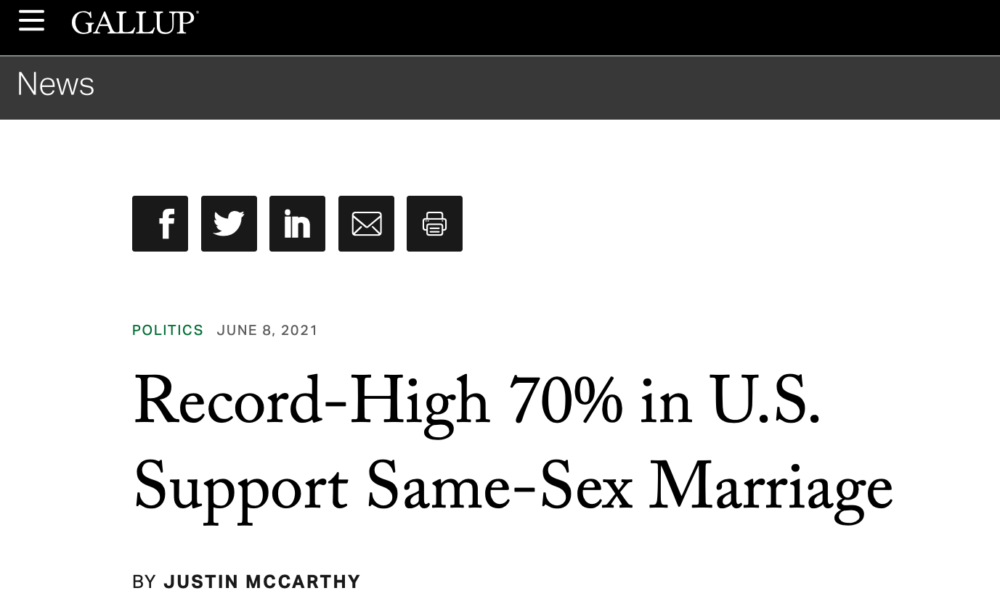 GALLUP®
News
POLITICS JUNE 8, 2021
Record-High 70% in U.S.
Support Same-Sex Marriage
BY JUSTIN MCCARTHY